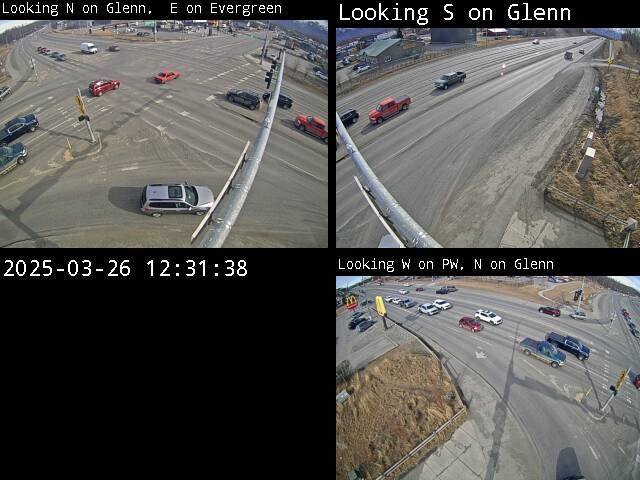 Looking N on Glenn,  E on Evergreen
Looking S on Glenn
2025-03-26 12:31:38
Looking W on PW, N on Glenn